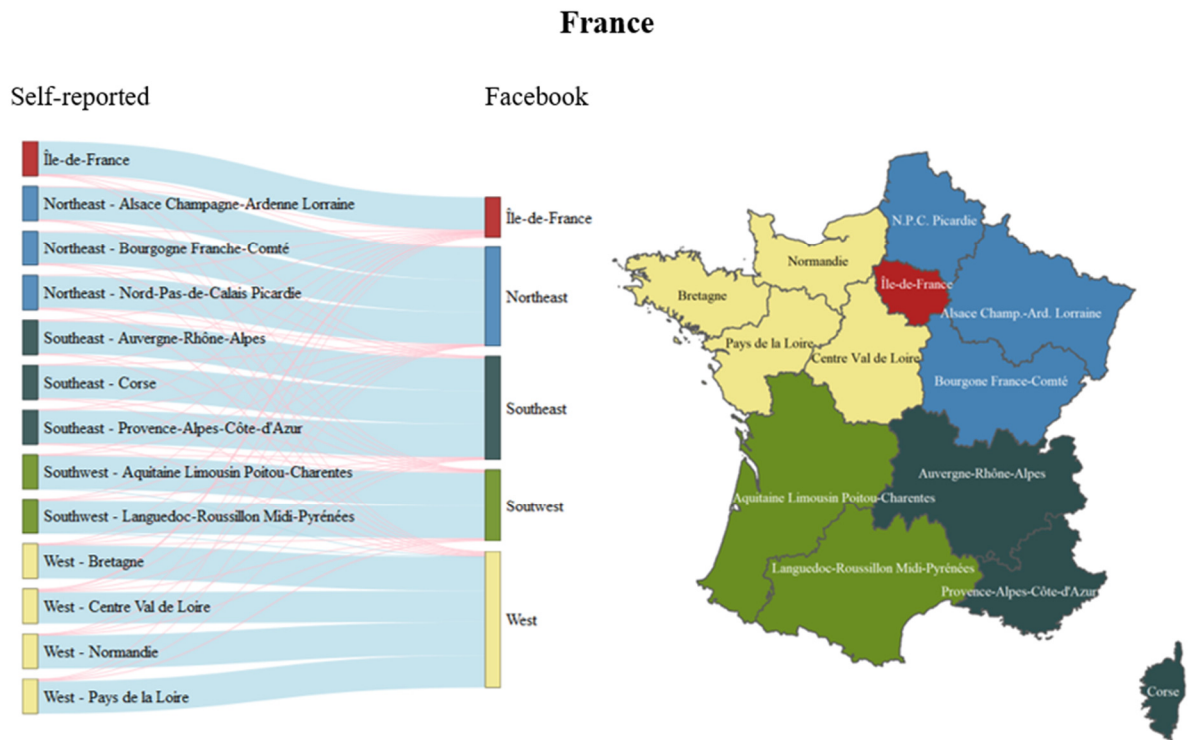 France
Self-reported
Facebook
Île-de-France
Northeast - Alsace Champagne-Ardenne Lorraine
Northeast - Bourgogne Franche-Comté
Northeast - Nord-Pas-de-Calais Picardie
Southeast - Auvergne-Rhône-Alpes
Southeast - Corse
Southeast - Provence-Alpes-Côte-d'Azur
Southwest - Aquitaine Limousin Poitou-Charentes
Southwest - Languedoc-Roussillon Midi-Pyrénées
West - Bretagne
West - Centre Val de Loire
West - Normandie
West - Pays de la Loire
Île-de-France
Northeast
Southeast
Soutwest
West
N.P.C. Picardie
Normandie
Île-de-France
Bretagne
Alsace Champ.-Ard. Lorraine
Pays de la Loire
Centre Val de Loire
Bourgone France-Comté
Auvergne-Rhône-Alpes
Aquitaine Limousin Poitou-Charentes
Languedoc-Roussillon Midi-Pyrénées
Provence-Alpes-Côte-d'Azur
Corse